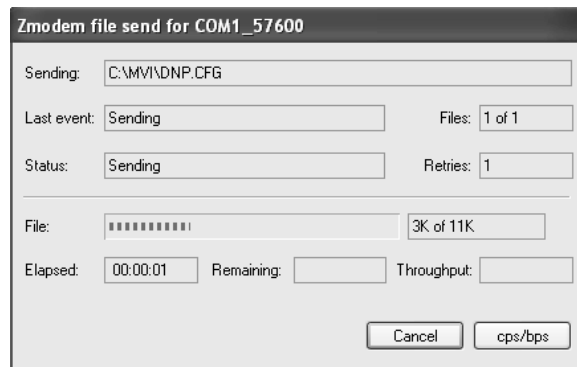 Zmodem file send for COM1_57600
Sending: C:\MVI\DNP.CFG
Last event: Sending Files: 1 of 1
Status: Sending Retries: 1
File: 3K of 11K
Elapsed: 00:00:01 Remaining: Throughput:
Cancel cps/bps